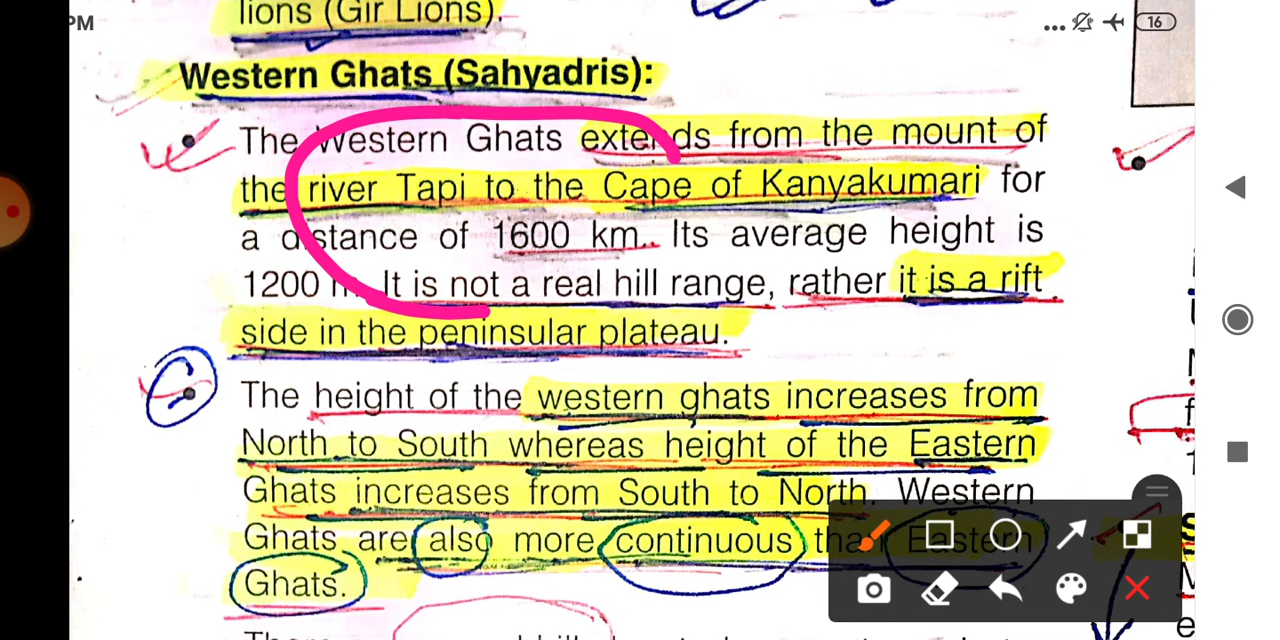 PM
16
lions (Gir Lions).
Western Ghats (Sahyadris):
The Western Ghats extends from the mount of
the river Tapi to the Cape of Kanyakumari for
a distance of 1600 km. Its average height is
1200 m. It is not a real hill range, rather it is a rift
side in the peninsular plateau.
The height of the western ghats increases from
North to South whereas height of the Eastern
Ghats increases from South to North. Western
Ghats are also more continuous than Eastern
Ghats.